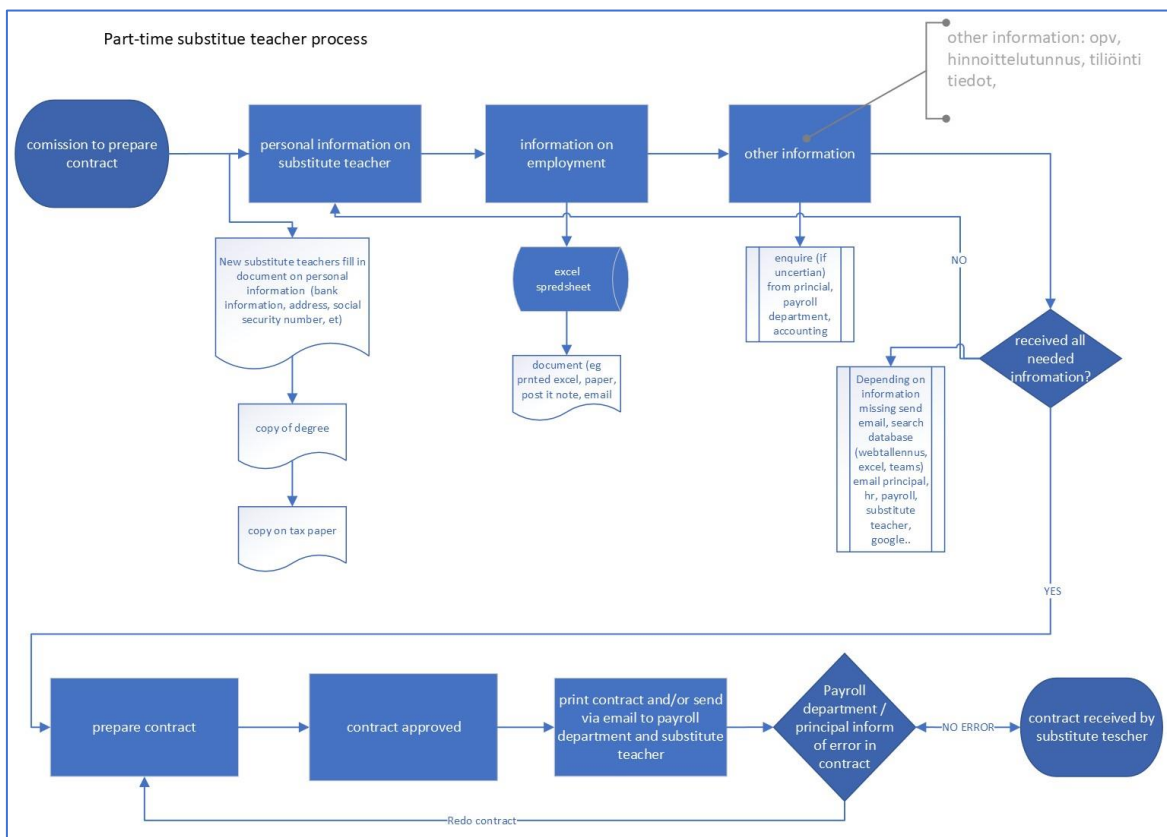 Part-time substitue teacher process
other information: opv,
hinnoittelutunnus, tiliöinti
tiedot,
comission to prepare
contract
personal information on
substitute teacher
information on
employment
other information
New substitute teachers fill in
document on personal
information (bank
information, address, social
security number, et)
excel
spredsheet
enquire (if
uncertian)
from princial,
payroll
department,
accounting
NO
received all
needed
infromation?
document (eg
prnted excel, paper,
post it note, email
Depending on
information
missing send
email, search
database
(webtallennus,
excel, teams)
email principal,
hr, payroll,
substitute
teacher,
google..
copy of degree
copy on tax paper
YES
prepare contract
contract approved
print contract and/or send
via email to payroll
department and substitute
teacher
Payroll
department /
principal inform
of error in
contract
NO ERROR
contract received by
substitute tescher
Redo contract